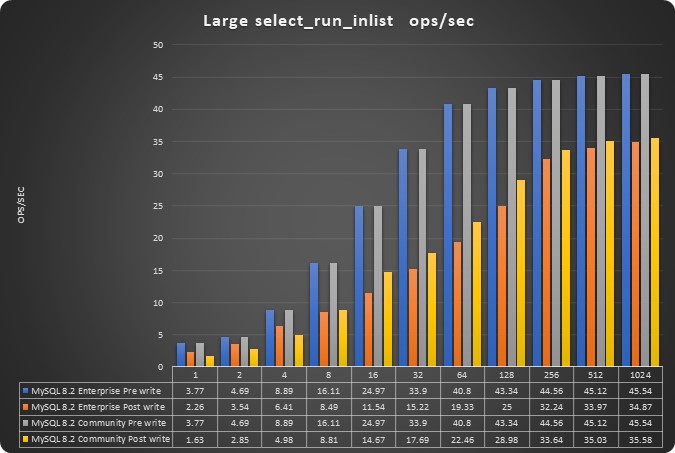 Large select_run_inlist ops/sec
50
45
40
35
30
25
20
15
10
5
0
OPS/SEC
1 2 4 8 16 32 64 128 256 512 1024
MySQL 8.2 Enterprise Pre write 3.77 4.69 8.89 16.11 24.97 33.9 40.8 43.34 44.56 45.12 45.54
MySQL 8.2 Enterprise Post write 2.26 3.54 6.41 8.49 11.54 15.22 19.33 25 32.24 33.97 34.87
MySQL 8.2 Community Pre write 3.77 4.69 8.89 16.11 24.97 33.9 40.8 43.34 44.56 45.12 45.54
MySQL 8.2 Community Post write 1.63 2.85 4.98 8.81 14.67 17.69 22.46 28.98 33.64 35.03 35.58